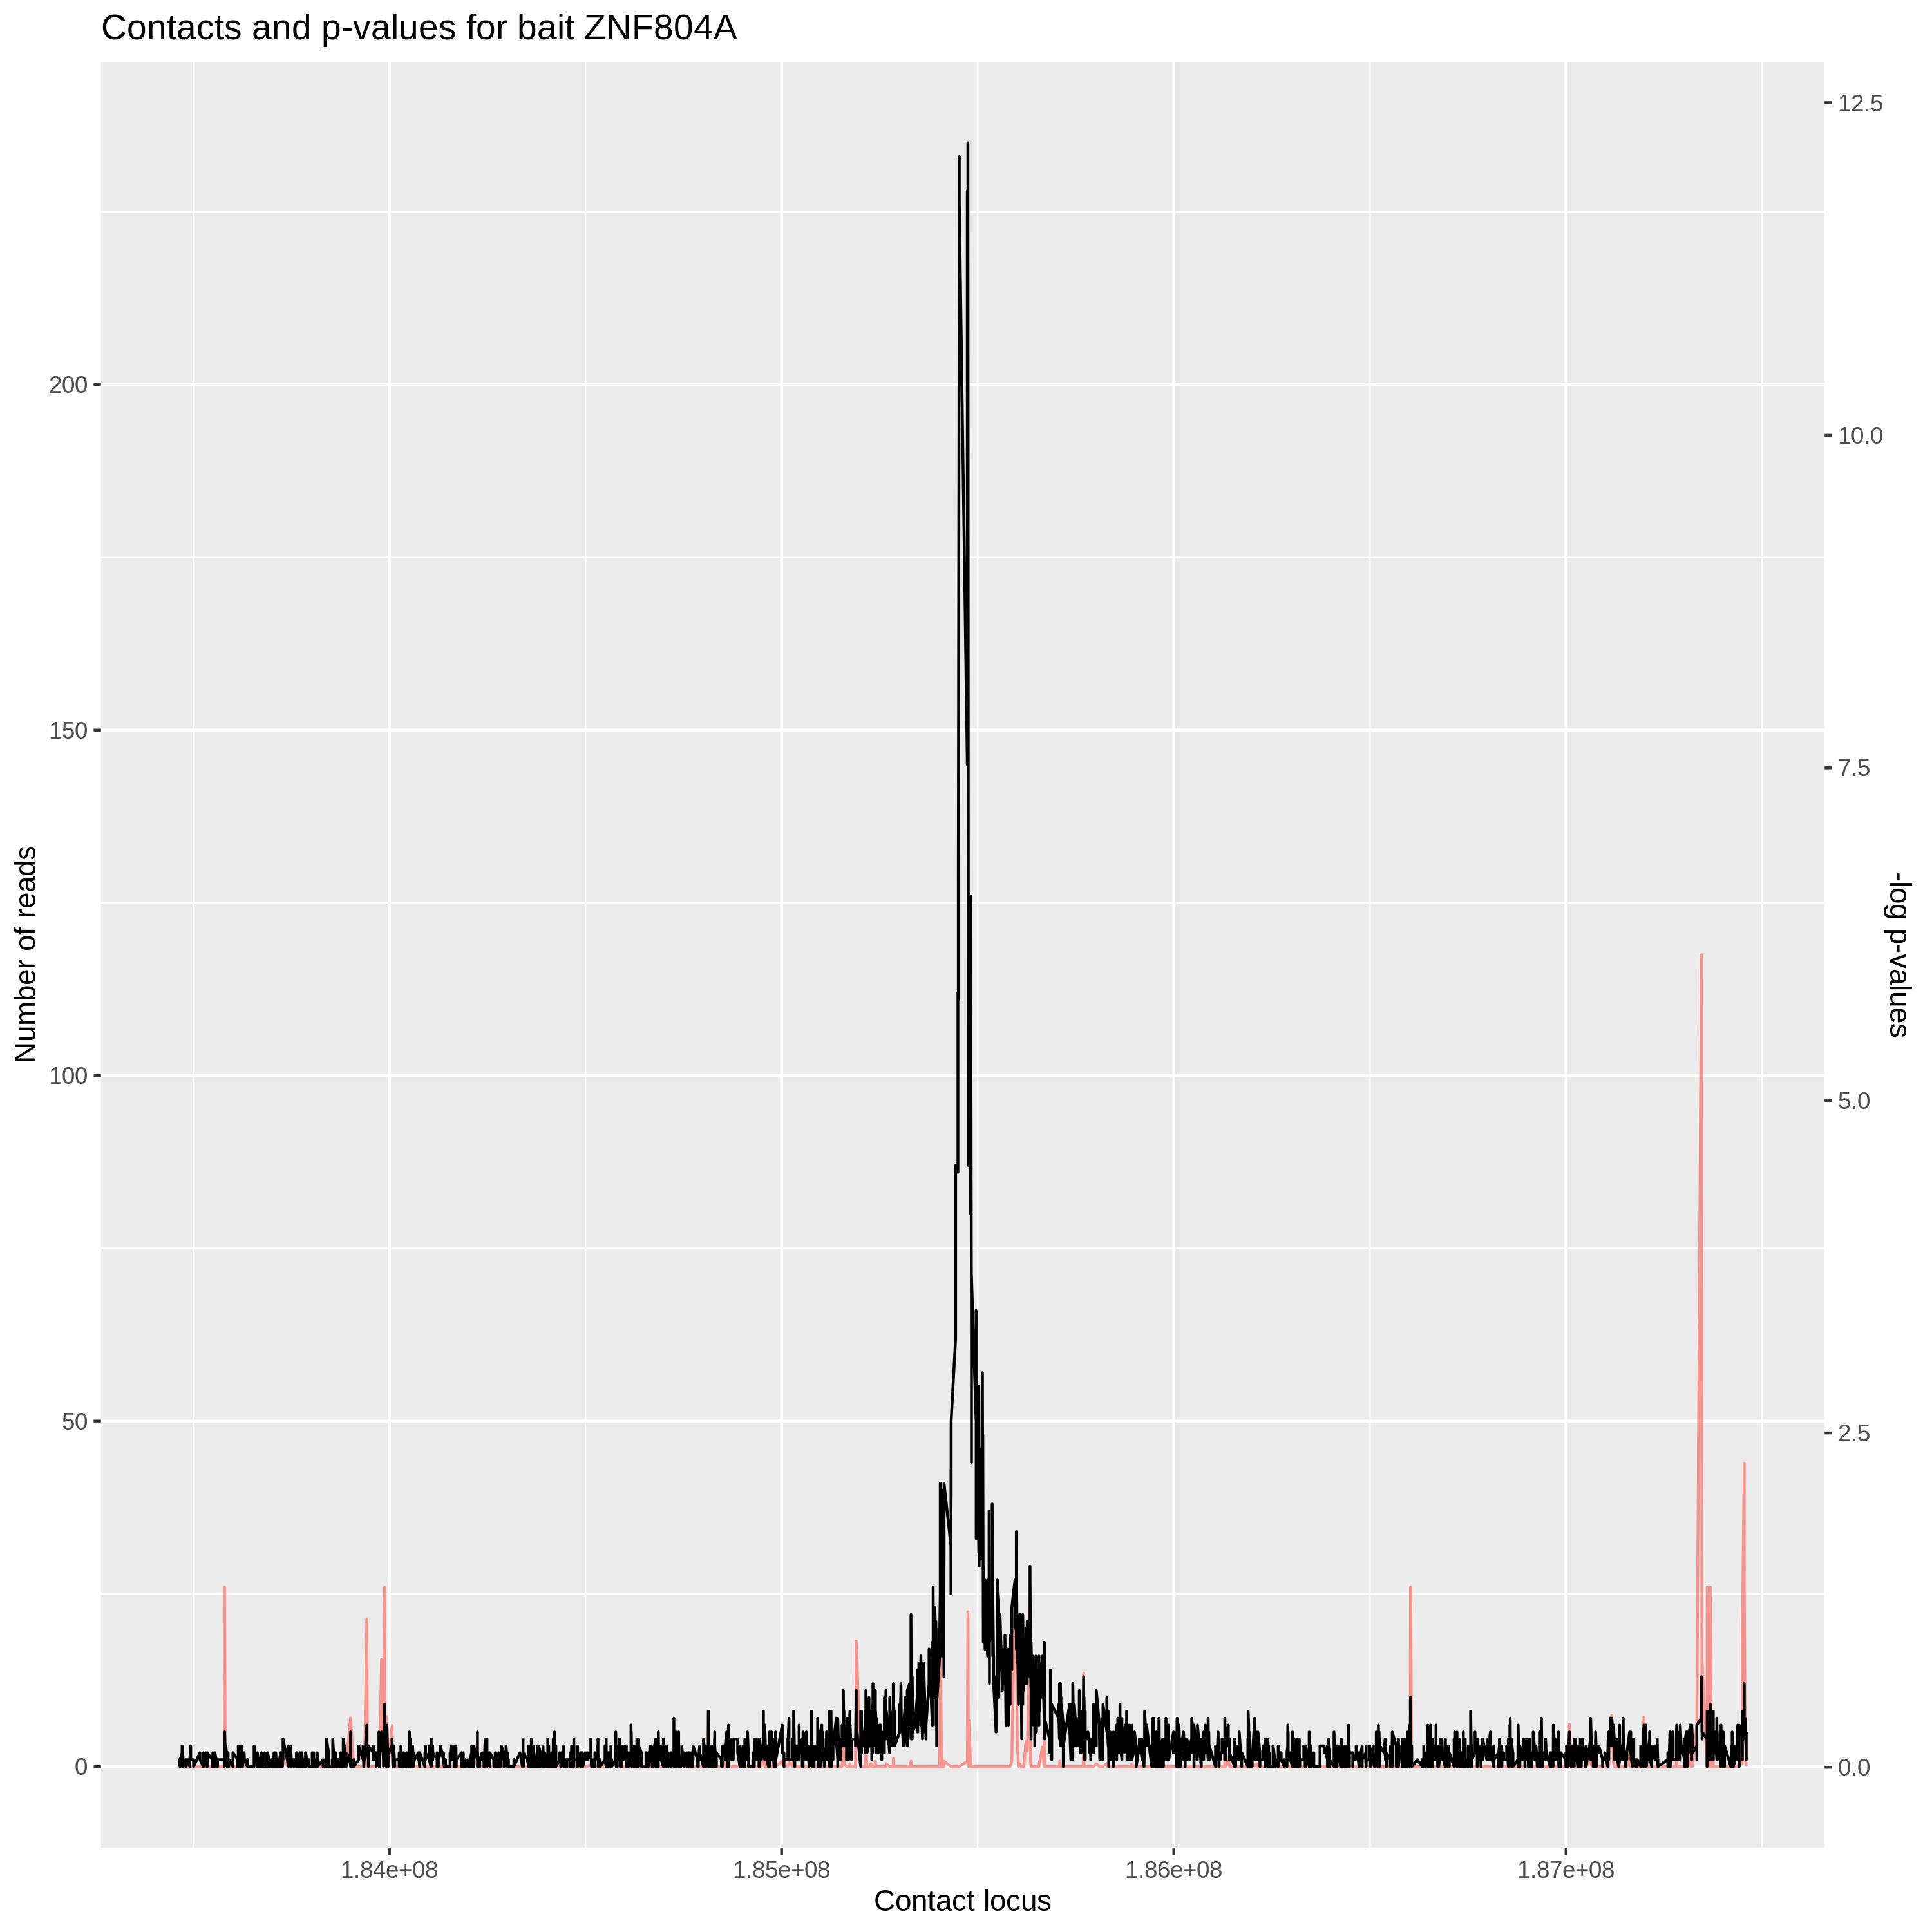 Contacts and p-values for bait ZNF804A
12.5
10.0
7.5
5.0
2.5
0.0
-log p-values
200
150
100
50
0
Number of reads
1.84e+08 1.85e+08 1.86e+08 1.87e+08
Contact locus